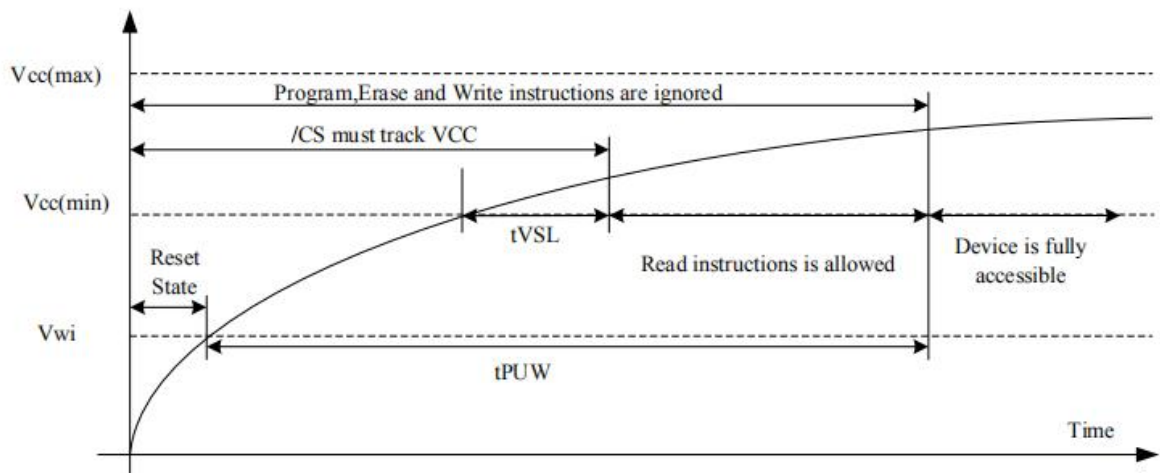 Vcc(max)
Program,Erase and Write instructions are ignored
/CS must track VCC
Vcc(min)
tVSL
Reset
State
Read instructions is allowed
Device is fully
accessible
Vwi
tPUW
Time